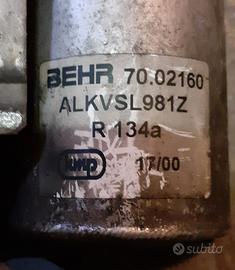 BEHR 70.02160
ALKVSL981Z
R 134a
17/00
subito